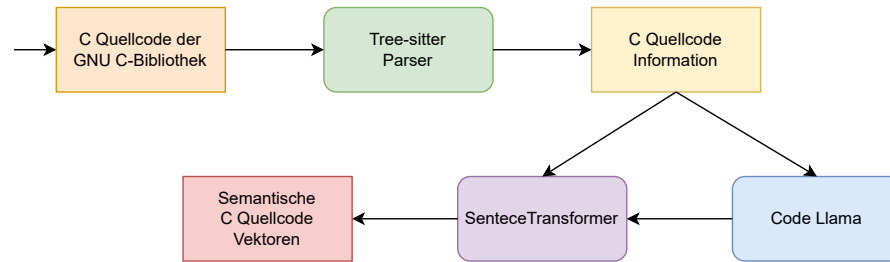 C Quellcode der
GNU C-Bibliothek
Tree-sitter
Parser
C Quellcode
Information
Semantische
C Quellcode
Vektoren
SenteceTransformer
Code Llama